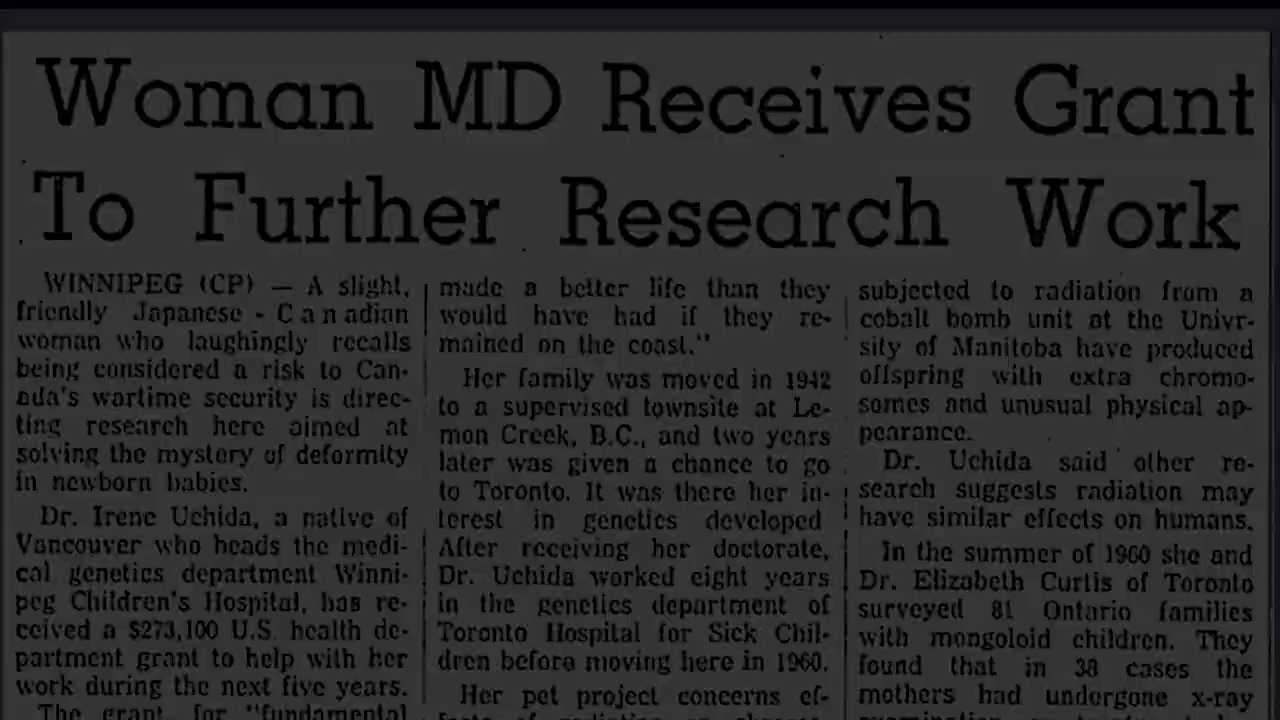 Woman MD Receives Grant
To Further Research Work
WINNIPEG (CP) — A slight,
friendly Japanese - Canadian
woman who laughingly recalls
being considered a risk to Can-
ada's wartime security is direc-
ting research here aimed at
solving the mystery of deformity
in newborn babies.
Dr. Irene Uchida, a native of
Vancouver who heads the medi-
cal genetics department Winni-
peg Children's Hospital, has re-
ceived a $273,100 U.S. health de-
partment grant to help with her
work during the next five years.
The grant, for "fundamental
made a better life than they
would have had if they re-
mained on the coast."
Her family was moved in 1942
to a supervised townsite at Le-
mon Creek, B.C., and two years
later was given a chance to go
to Toronto. It was there her in-
terest in genetics developed
After receiving her doctorate,
Dr. Uchida worked eight years
in the genetics department of
Toronto Hospital for Sick Chil-
dren before moving here in 1960.
Her pet project concerns ef-
subjected to radiation from a
cobalt bomb unit at the Univr-
sity of Manitoba have produced
offspring with extra chromo-
somes and unusual physical ap-
pearance.
Dr. Uchida said other re-
search suggests radiation may
have similar effects on humans.
In the summer of 1960 she and
Dr. Elizabeth Curtis of Toronto
surveyed 81 Ontario families
with mongoloid children. They
found that in 38 cases the
mothers had undergone x-ray